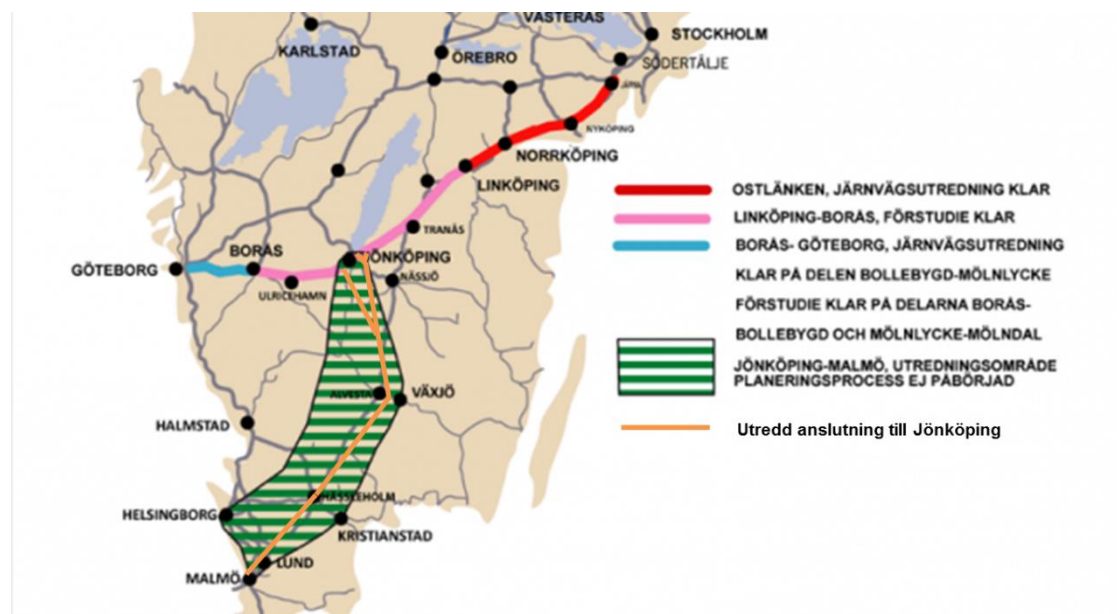 VÄSTERÅS
STOCKHOLM
KARLSTAD
ÖREBRO
SÖDERTÄLJE
JÄRNA
NYKÖPING
NORRKÖPING
LINKÖPING
TRANÅS
BORÅS
GÖTEBORG
JÖNKÖPING
NÄSSJÖ
ULRICEHAMN
ALVESTA
VÄXJÖ
HALMSTAD
HÄSSLEHOLM
HELSINGBORG
KRISTIANSTAD
LUND
MALMÖ
OSTLÄNKEN, JÄRNVÄGSUTREDNING KLAR
LINKÖPING-BORÅS, FÖRSTUDIE KLAR
BORÅS- GÖTEBORG, JÄRNVÄGSUTREDNING
KLAR PÅ DELEN BOLLEBYGD-MÖLNLYCKE
FÖRSTUDIE KLAR PÅ DELARNA BORÅS-
BOLLEBYGD OCH MÖLNLYCKE-MÖLNDAL
JÖNKÖPING-MALMÖ, UTREDNINGSOMRÅDE
PLANERINGSPROCESS EJ PÅBÖRJAD
Utredd anslutning till Jönköping